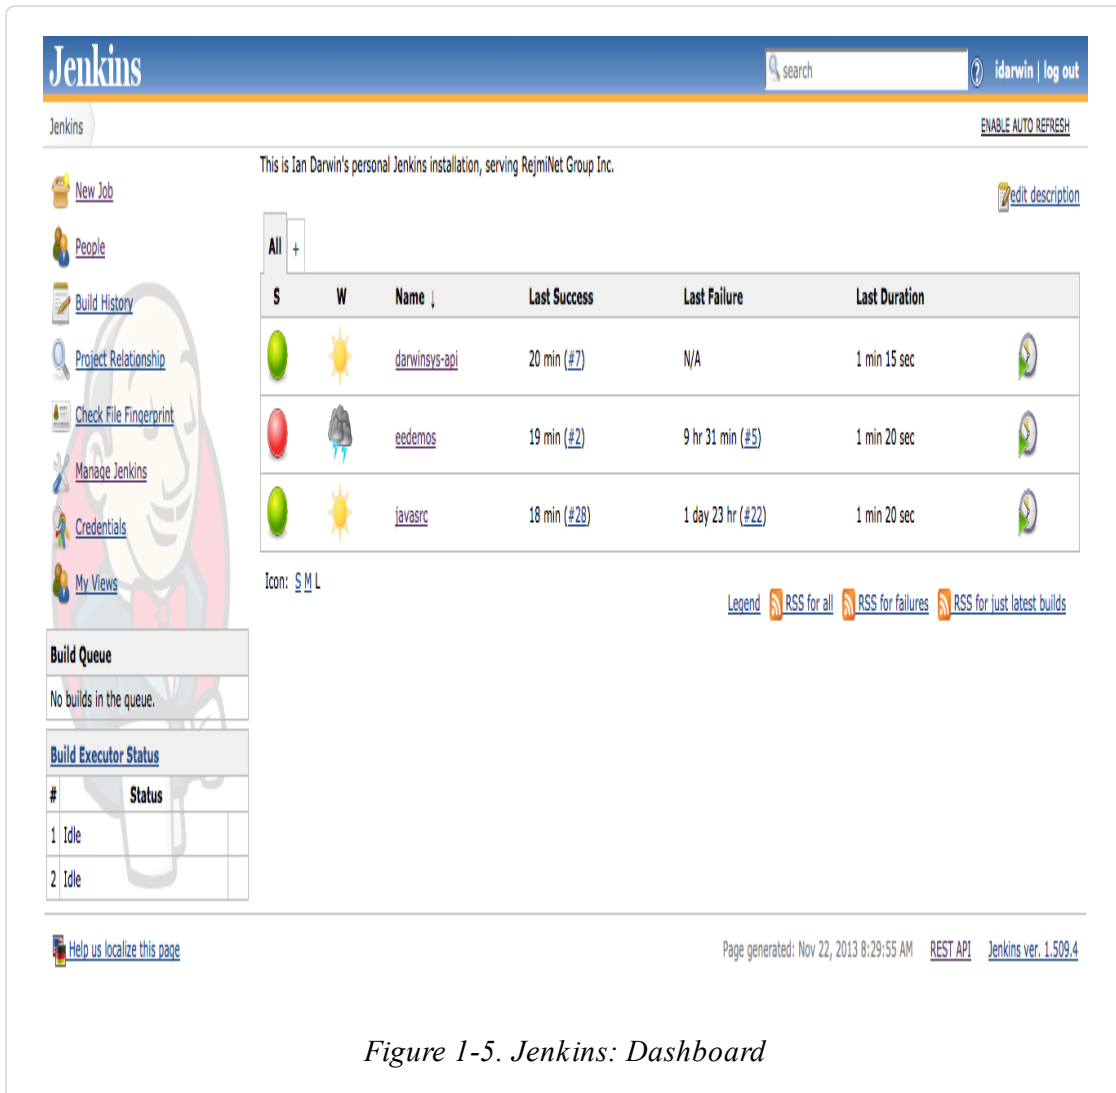 Jenkins
search
idarwin | log out
Jenkins
ENABLE AUTO REFRESH
This is Ian Darwin's personal Jenkins installation, serving RejmiNet Group Inc.
edit description
New Job
People
Build History
Project Relationship
Check File Fingerprint
Manage Jenkins
Credentials
My Views
All +
S W Name ↓ Last Success Last Failure Last Duration
darwinsys-api 20 min (#7) N/A 1 min 15 sec
eedemos 19 min (#2) 9 hr 31 min (#5) 1 min 20 sec
javasrc 18 min (#28) 1 day 23 hr (#22) 1 min 20 sec
Icon: S M L
Legend RSS for all RSS for failures RSS for just latest builds
Build Queue
No builds in the queue.
Build Executor Status
# Status
1 Idle
2 Idle
Help us localize this page
Page generated: Nov 22, 2013 8:29:55 AM REST API Jenkins ver. 1.509.4
Figure 1-5. Jenkins: Dashboard